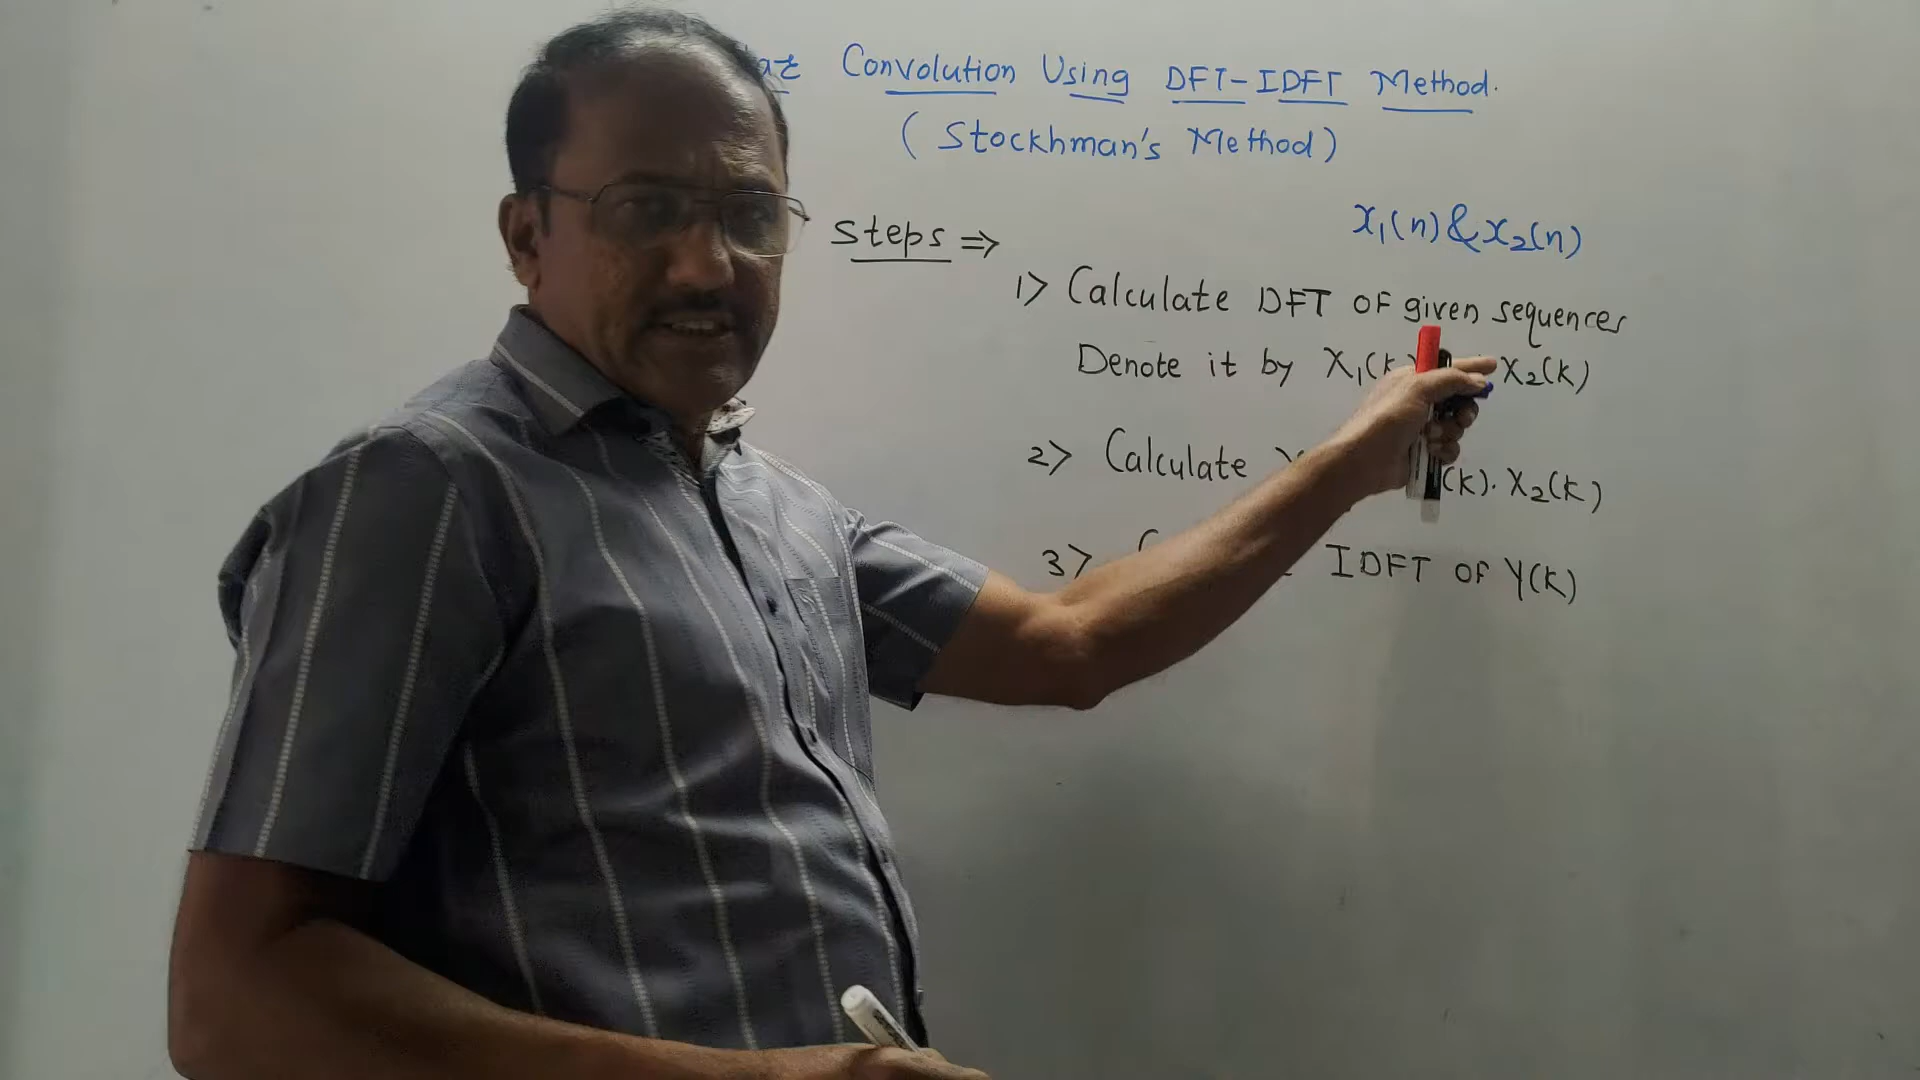 Convolution Using DFT-IDFT Method.
(Stockhman's Method)
x₁(n) & x₂(n)
Steps ⇒
1> Calculate DFT OF given sequences
Denote it by X₁(k) X₂(k)
2> Calculate (k). X₂(k)
3> IDFT OF Y(k)